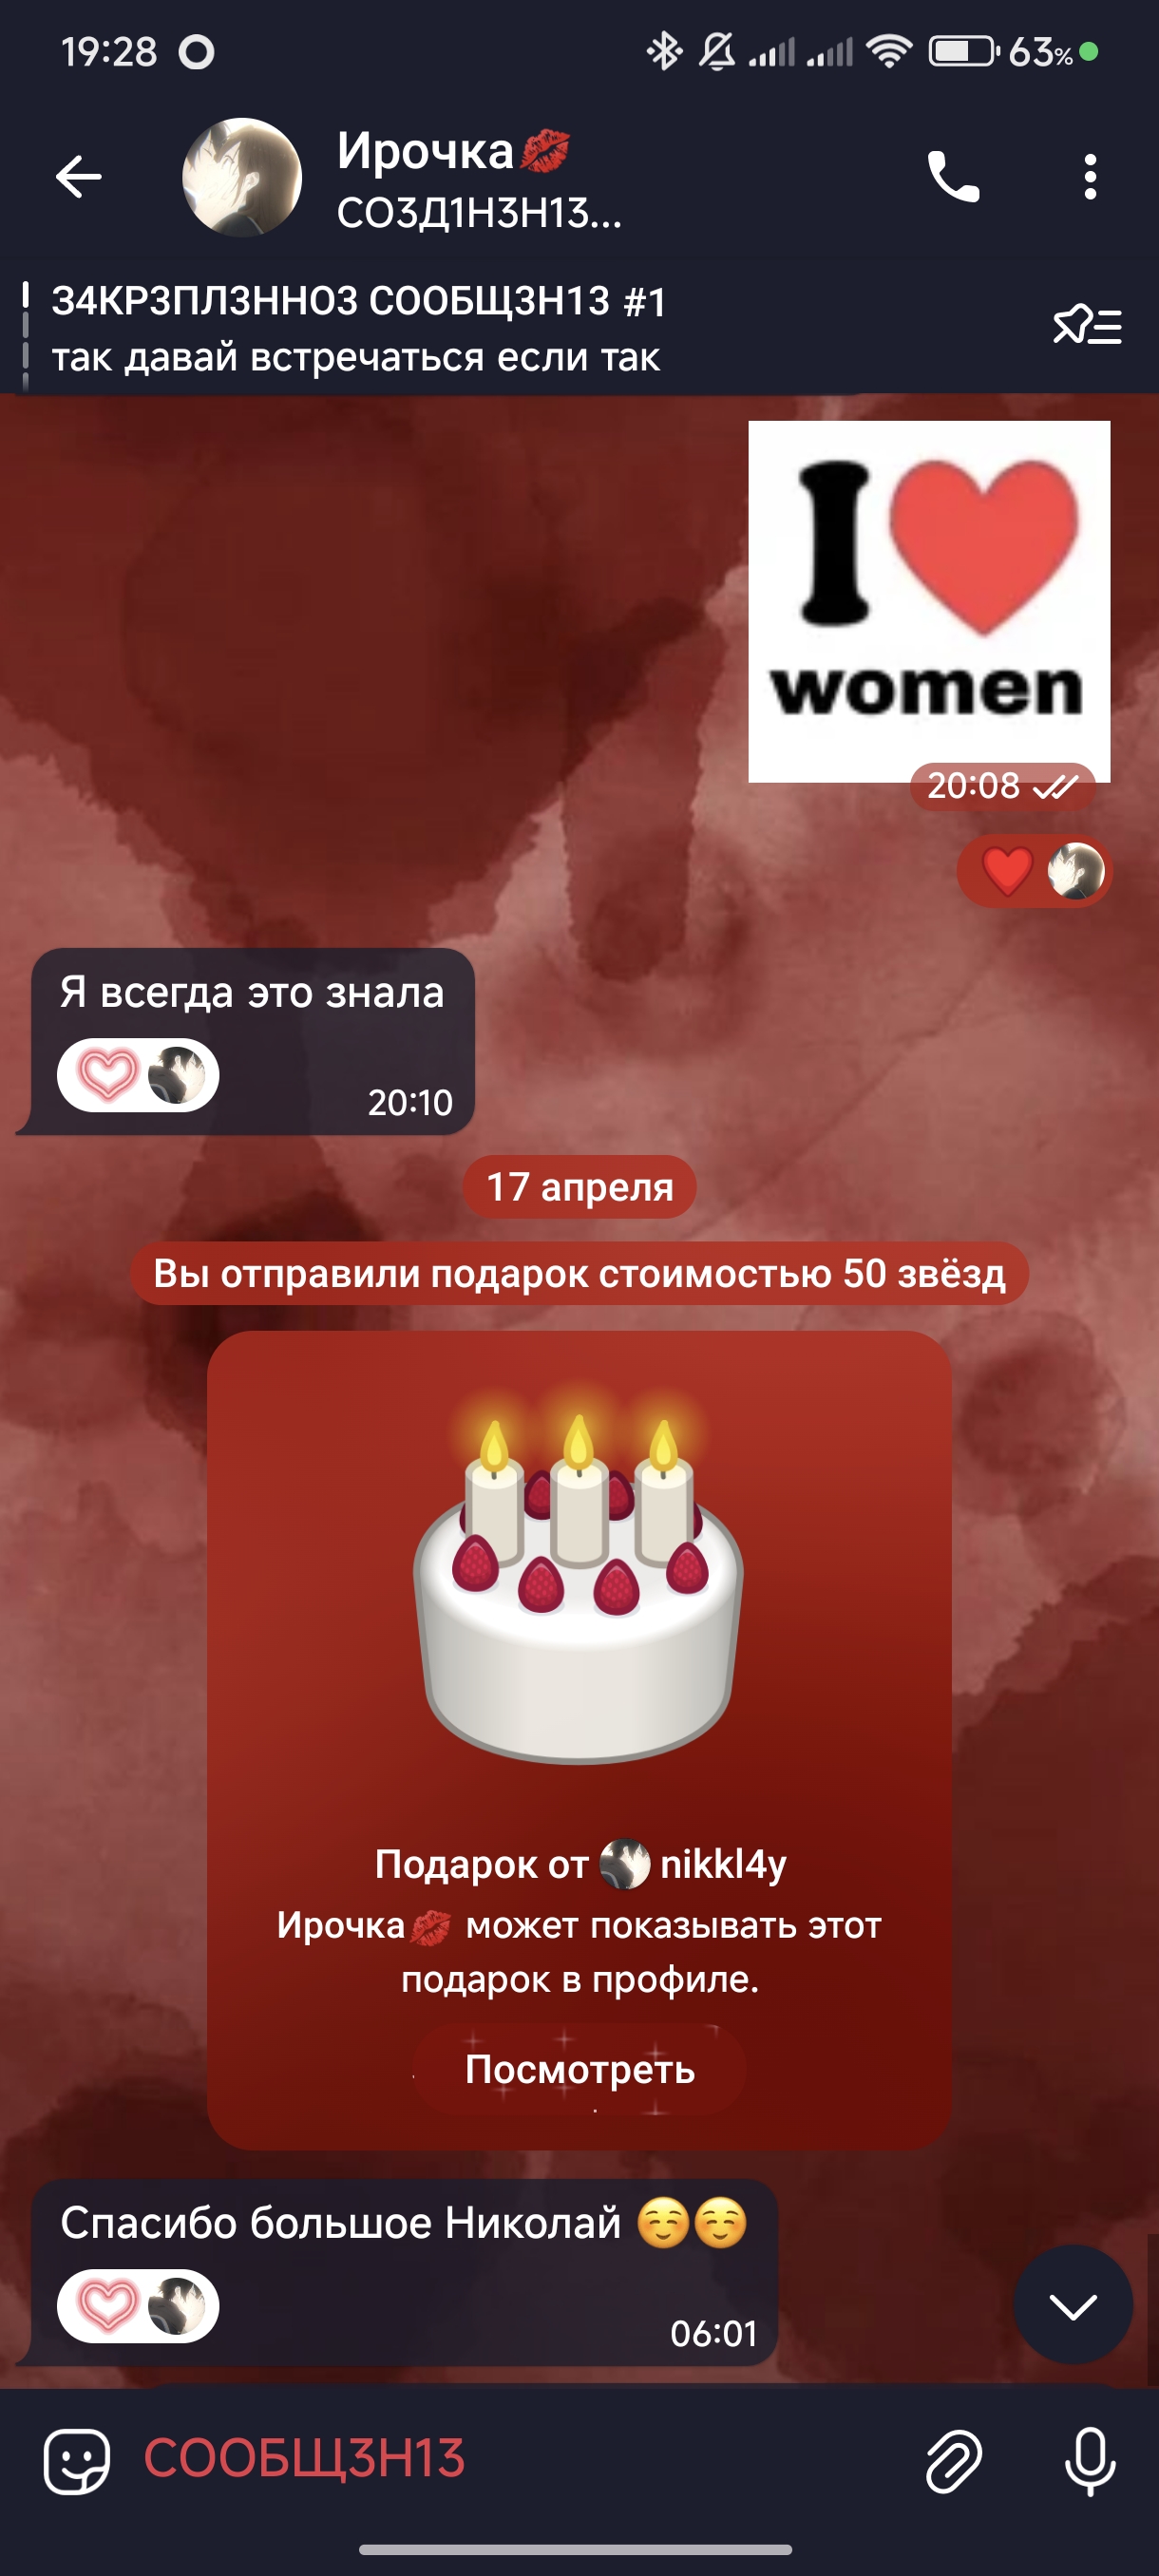 19:28 63%
Ирочка💋
СО3Д1Н3Н13...
З4КР3ПЛ3НН03 СООБЩ3Н13 #1
так давай встречаться если так
I ❤
women
20:08
Я всегда это знала
20:10
17 апреля
Вы отправили подарок стоимостью 50 звёзд
Подарок от nikkl4y
Ирочка💋 может показывать этот
подарок в профиле.
Посмотреть
Спасибо большое Николай ☺️☺️
06:01
СООБЩ3Н13